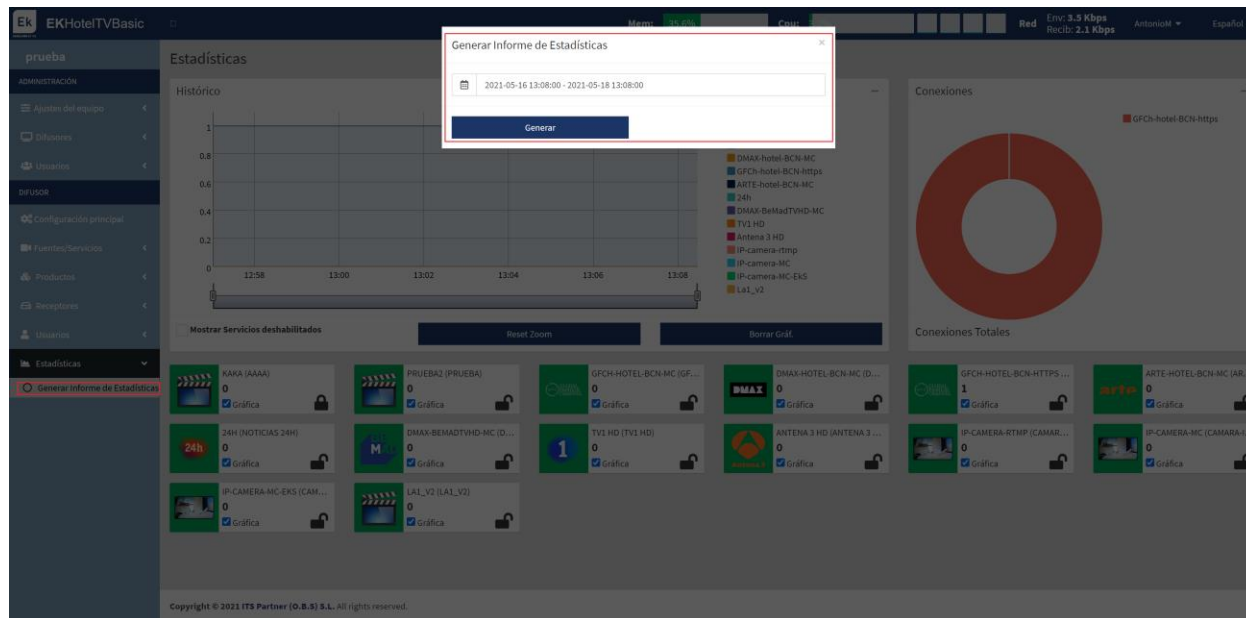 Ek EKHotelTVBasic
Mem: 35.6% Cpu:
Red Env: 3.5 Kbps
Recib: 2.1 Kbps
AntonioM
Español
prueba
ADMINISTRACIÓN
Ajustes del equipo
Difusores
Usuarios
DIFUSOR
Configuración principal
Fuentes/Servicios
Productos
Receptores
Usuarios
Estadísticas
Generar Informe de Estadísticas
Estadísticas
Generar Informe de Estadísticas ×
2021-05-16 13:08:00 - 2021-05-18 13:08:00
Generar
Histórico
1
0.8
0.6
0.4
0.2
0
12:58 13:00 13:02 13:04 13:06 13:08
DMAX-hotel-BCN-MC
GFCh-hotel-BCN-https
ARTE-hotel-BCN-MC
24h
DMAX-BeMadTVHD-MC
TV1 HD
Antena 3 HD
IP-camera-rtmp
IP-camera-MC
IP-camera-MC-EkS
La1_v2
Mostrar Servicios deshabilitados
Reset Zoom
Borrar Gráf.
Conexiones
GFCh-hotel-BCN-https
Conexiones Totales
KAKA (AAAA)
0
Gráfica
PRUEBA2 (PRUEBA)
0
Gráfica
GFCH-HOTEL-BCN-MC (GF...
0
Gráfica
DMAX
DMAX-HOTEL-BCN-MC (D...
0
Gráfica
GFCH-HOTEL-BCN-HTTPS ...
1
Gráfica
arte
ARTE-HOTEL-BCN-MC (AR...
0
Gráfica
24h
24H (NOTICIAS 24H)
0
Gráfica
DMAX-BEMADTVHD-MC (D...
0
Gráfica
1
TV1 HD (TV1 HD)
0
Gráfica
ANTENA 3 HD (ANTENA 3 ...
0
Gráfica
IP-CAMERA-RTMP (CAMAR...
0
Gráfica
IP-CAMERA-MC (CAMARA-I
0
Gráfica
IP-CAMERA-MC-EKS (CAM...
0
Gráfica
LA1_V2 (LA1_V2)
0
Gráfica
Copyright © 2021 ITS Partner (O.B.S) S.L. All rights reserved.